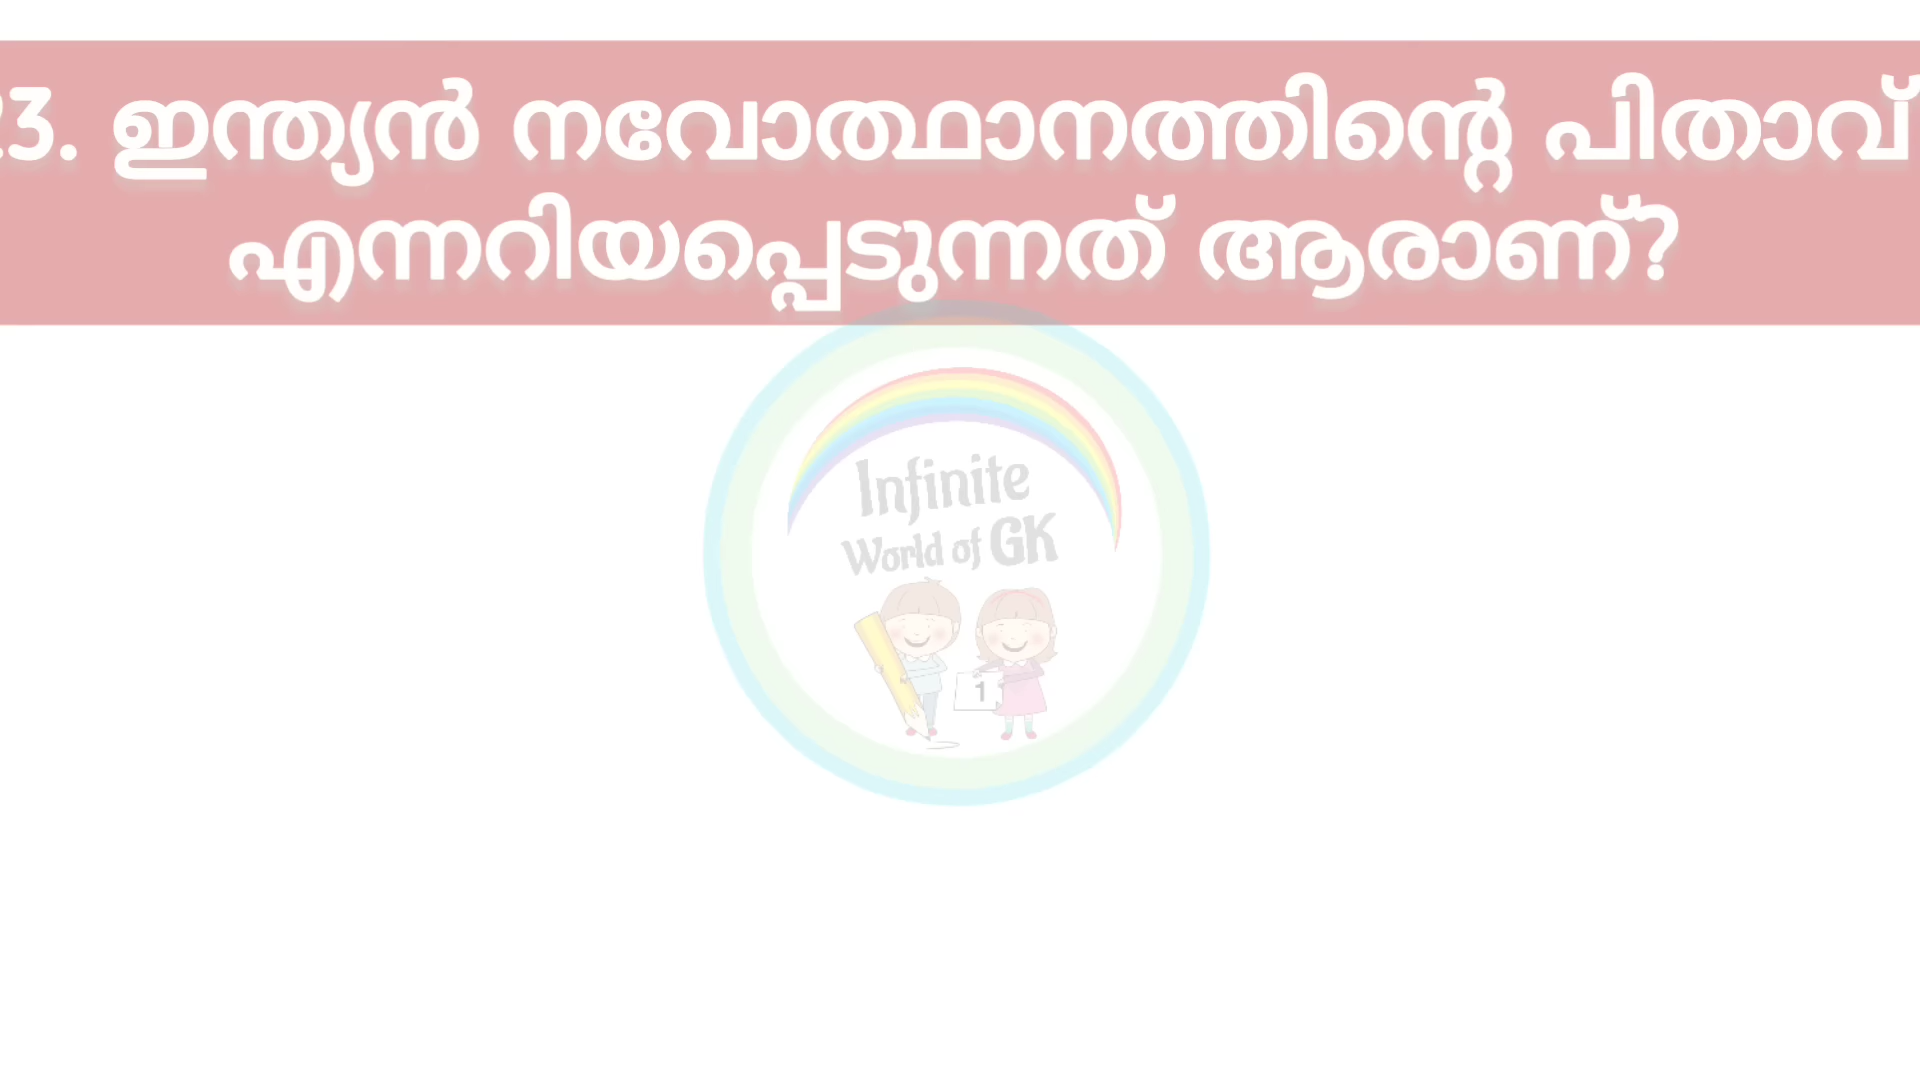 3. ഇന്ത്യൻ നവോത്ഥാനത്തിന്റെ പിതാവ്
എന്നറിയപ്പെടുന്നത് ആരാണ്?
Infinite
World of GK
1